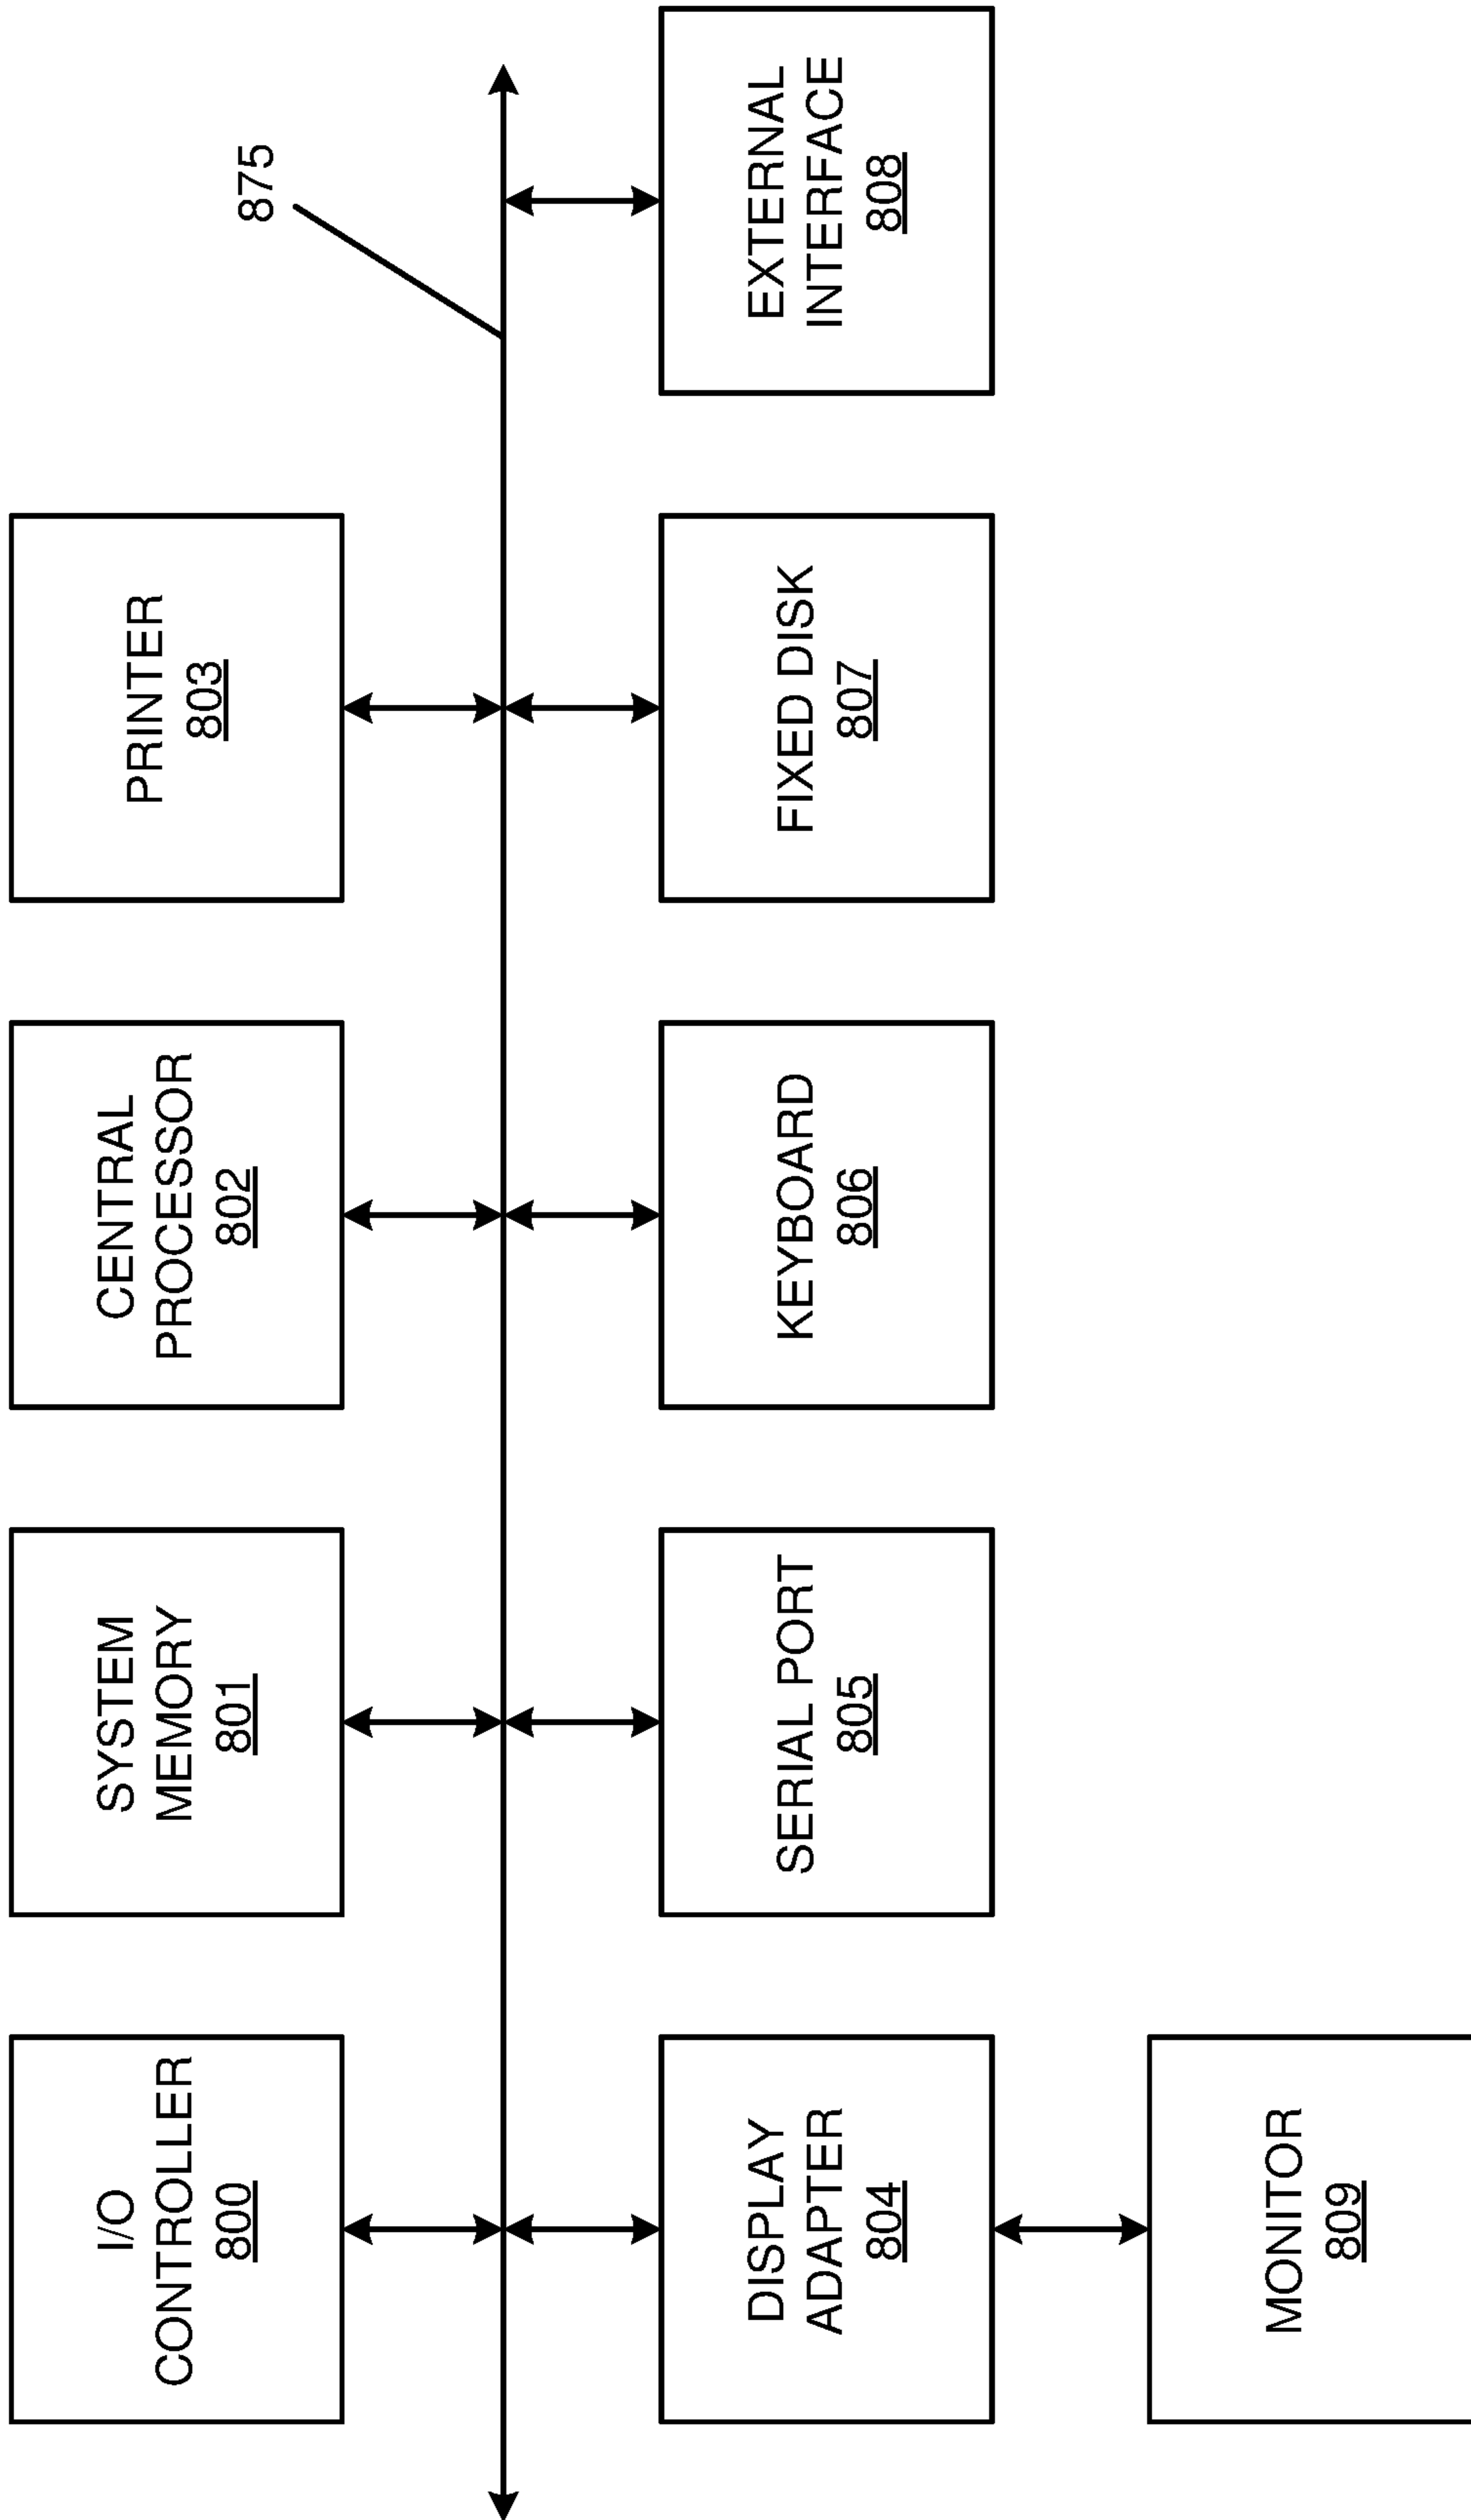 I/O
CONTROLLER
800
SYSTEM
MEMORY
801
CENTRAL
PROCESSOR
802
PRINTER
803
875
DISPLAY
ADAPTER
804
SERIAL PORT
805
KEYBOARD
806
FIXED DISK
807
EXTERNAL
INTERFACE
808
MONITOR
809